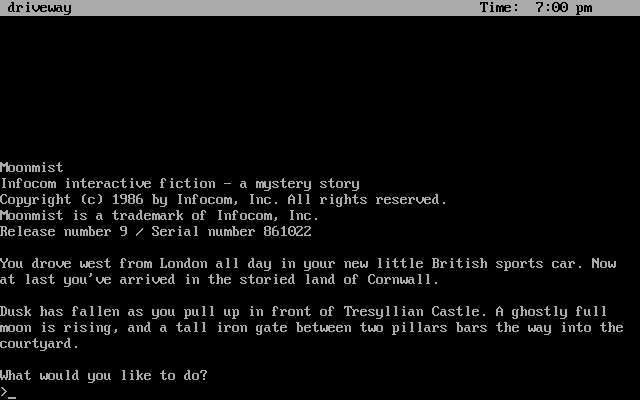 driveway Time: 7:00 pm
Moonmist
Infocom interactive fiction - a mystery story
Copyright (c) 1986 by Infocom, Inc. All rights reserved.
Moonmist is a trademark of Infocom, Inc.
Release number 9 / Serial number 861022
You drove west from London all day in your new little British sports car. Now
at last you've arrived in the storied land of Cornwall.
Dusk has fallen as you pull up in front of Tresyllian Castle. A ghostly full
moon is rising, and a tall iron gate between two pillars bars the way into the
courtyard.
What would you like to do?
>_